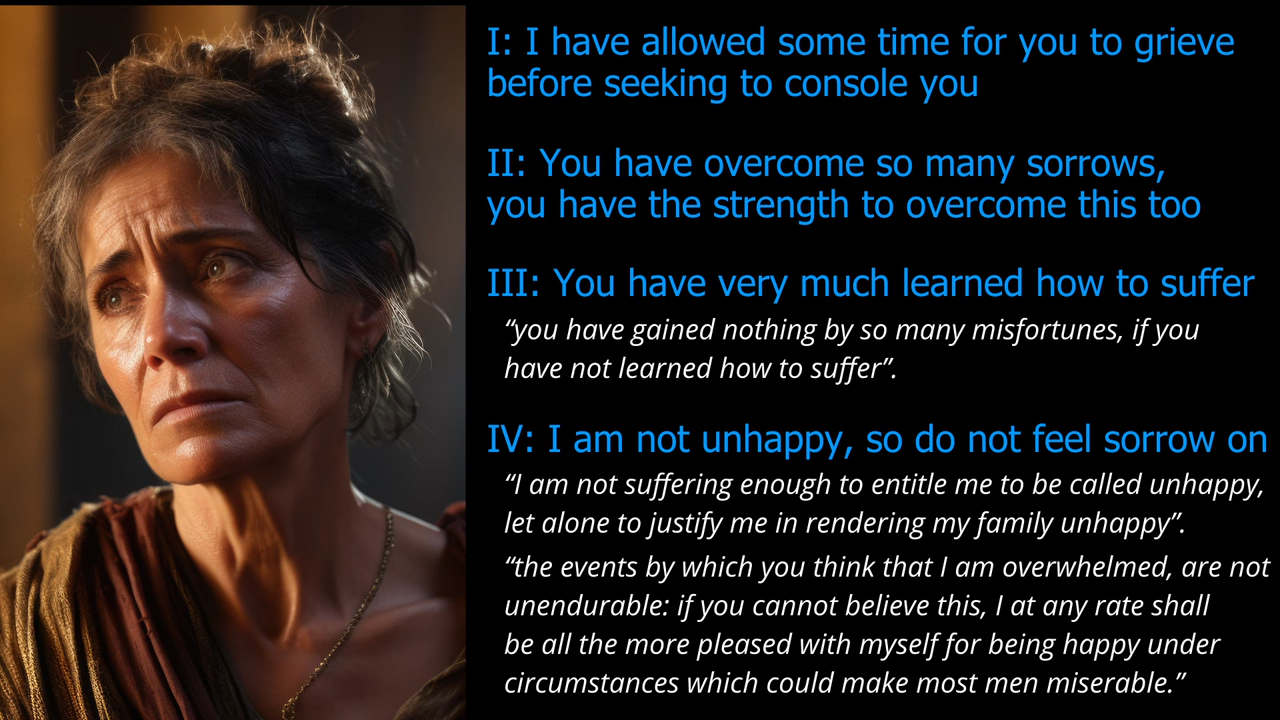 I: I have allowed some time for you to grieve
before seeking to console you
II: You have overcome so many sorrows,
you have the strength to overcome this too
III: You have very much learned how to suffer
“you have gained nothing by so many misfortunes, if you
have not learned how to suffer”.
IV: I am not unhappy, so do not feel sorrow on
“I am not suffering enough to entitle me to be called unhappy,
let alone to justify me in rendering my family unhappy”.
“the events by which you think that I am overwhelmed, are not
unendurable: if you cannot believe this, I at any rate shall
be all the more pleased with myself for being happy under
circumstances which could make most men miserable.”